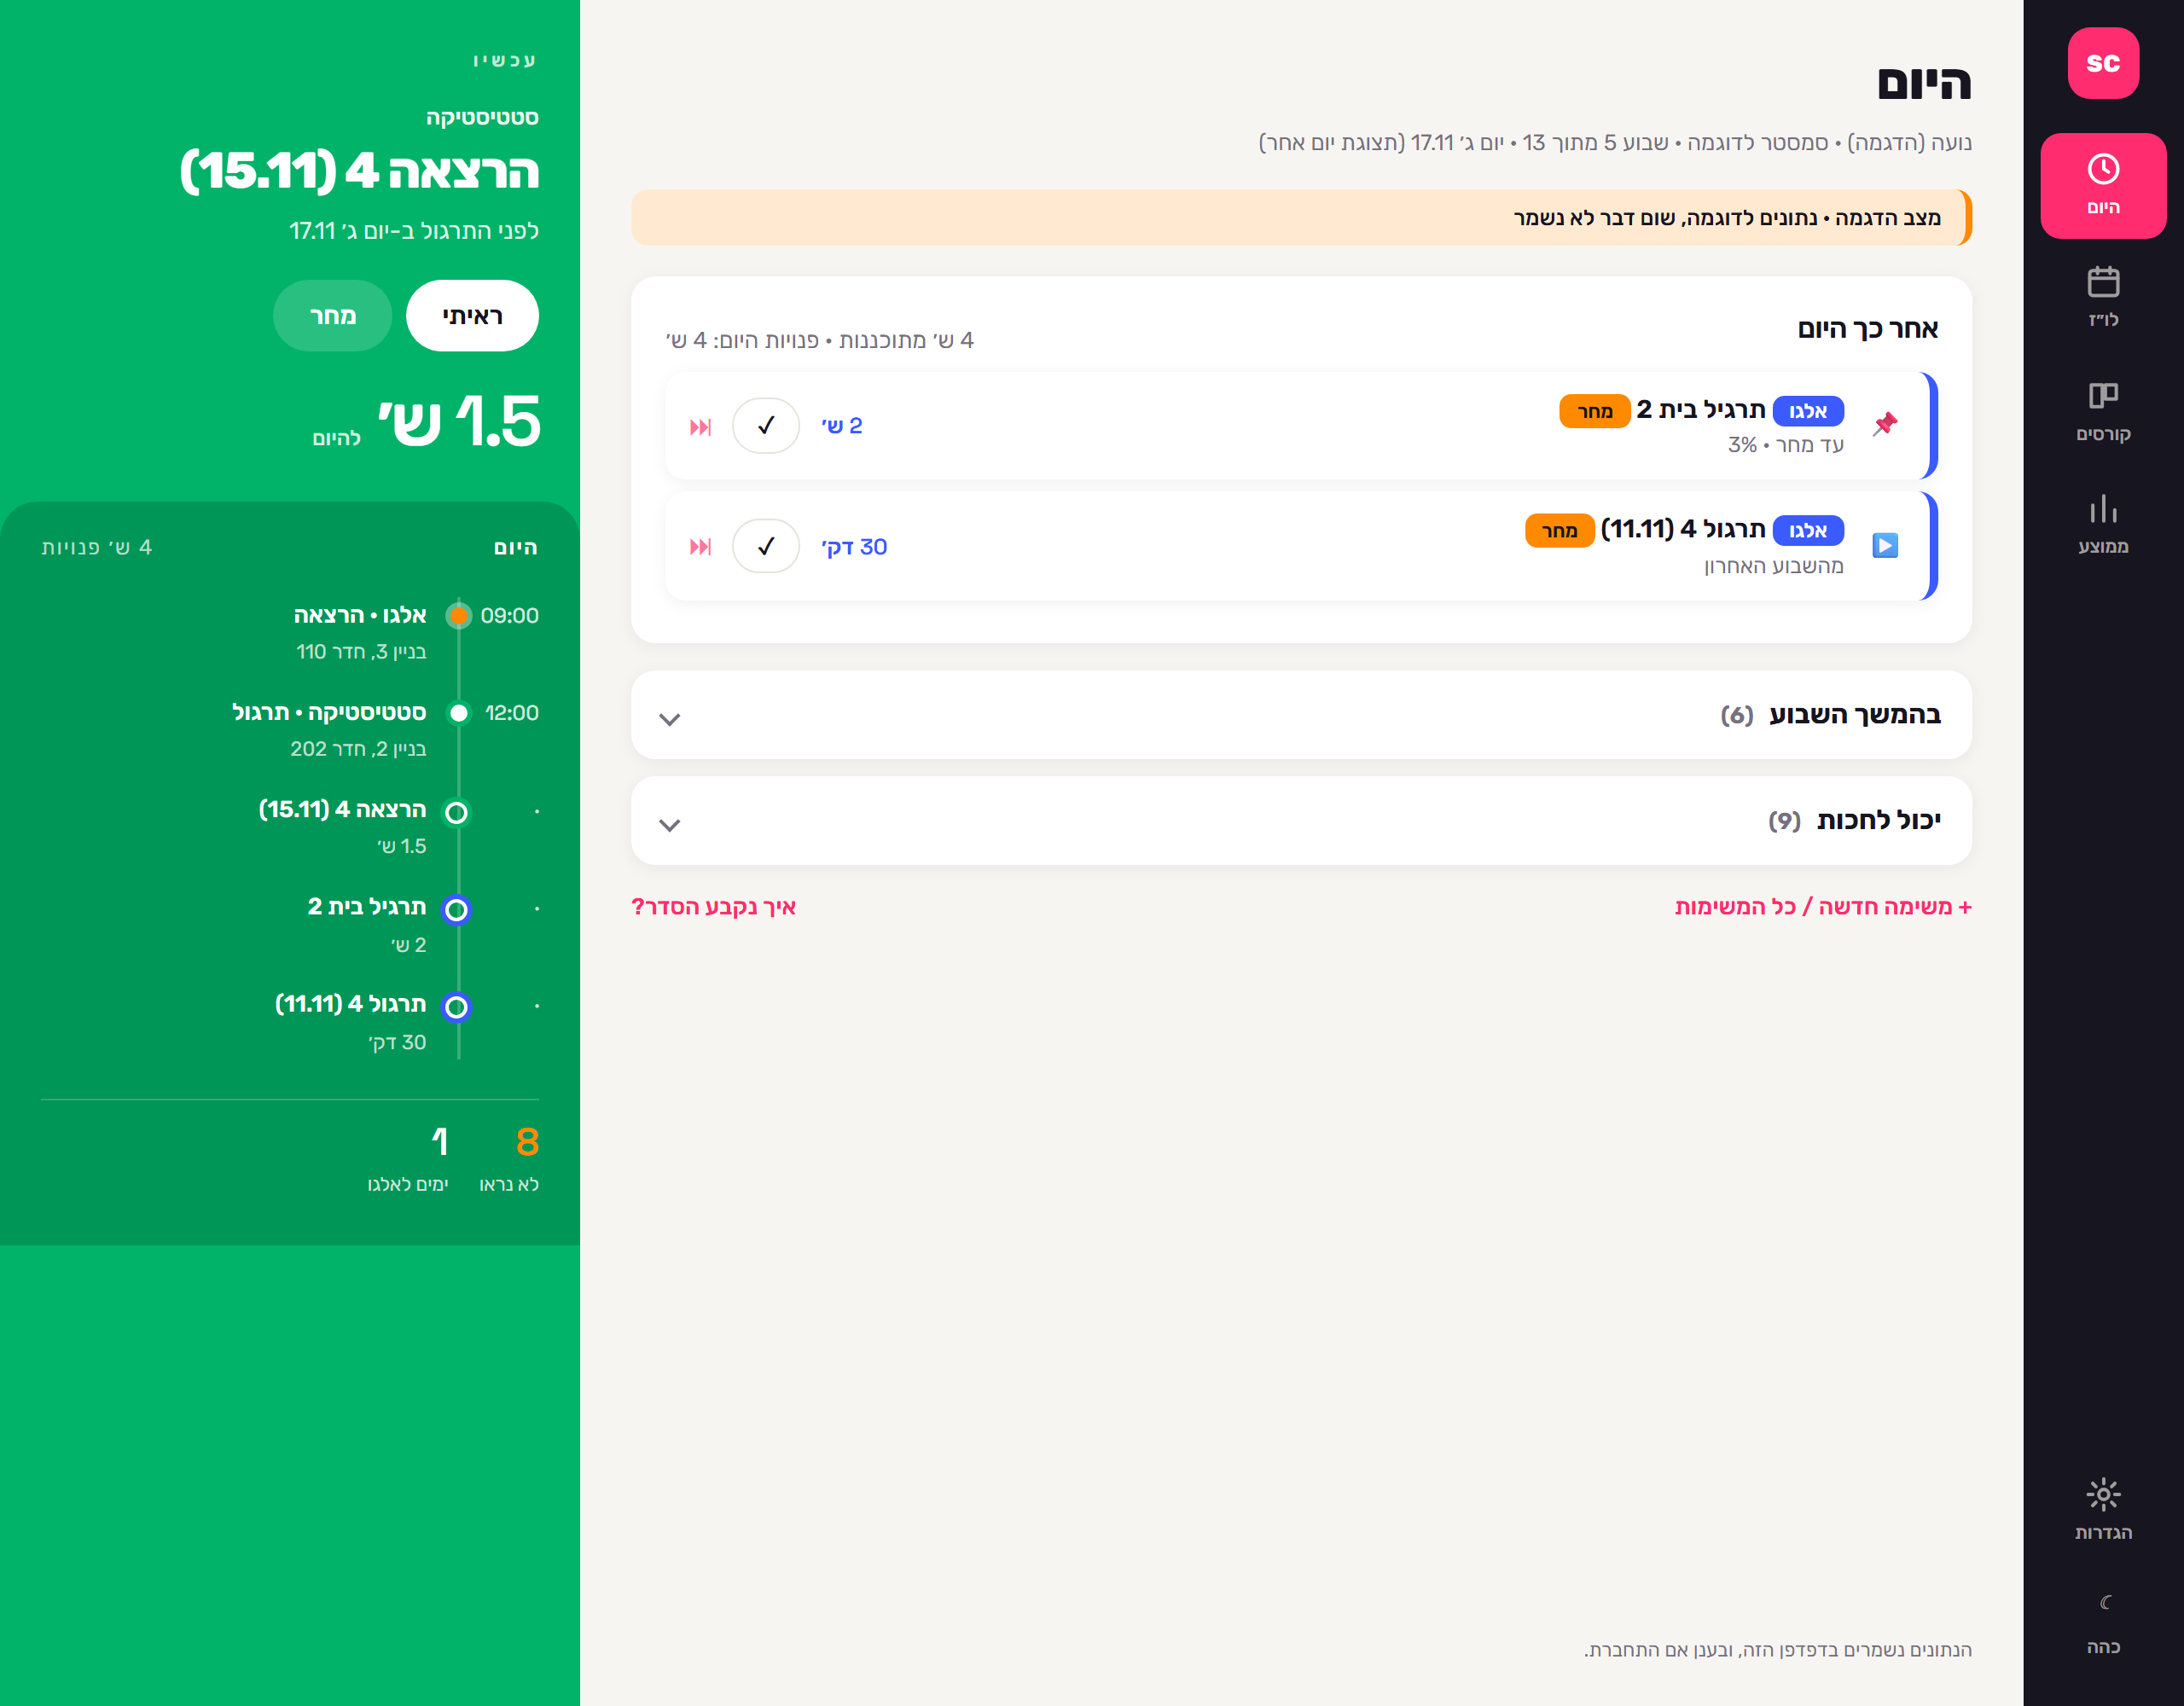 SC
היום
לו״ז
קורסים
ממוצע
הגדרות
כהה
היום
נועה (הדגמה) • סמסטר לדוגמה • שבוע 5 מתוך 13 • יום ג׳ 17.11 (תצוגת יום אחר)
מצב הדגמה • נתונים לדוגמה, שום דבר לא נשמר
אחר כך היום
4 ש׳ מתוכננות • פנויות היום: 4 ש׳
אלגו תרגיל בית 2 מחר
עד מחר • 3%
2 ש׳
אלגו תרגול 4 (11.11) מחר
מהשבוע האחרון
30 דק׳
בהמשך השבוע (6)
יכול לחכות (9)
+ משימה חדשה / כל המשימות
איך נקבע הסדר?
הנתונים נשמרים בדפדפן הזה, ובענן אם התחברת.
עכשיו
סטטיסטיקה
הרצאה 4 (15.11)
לפני התרגול ב-יום ג׳ 17.11
ראיתי
מחר
1.5 ש׳ להיום
היום
4 ש׳ פנויות
09:00 אלגו • הרצאה
בניין 3, חדר 110
12:00 סטטיסטיקה • תרגול
בניין 2, חדר 202
הרצאה 4 (15.11)
1.5 ש׳
תרגיל בית 2
2 ש׳
תרגול 4 (11.11)
30 דק׳
8
לא נראו
1
ימים לאלגו